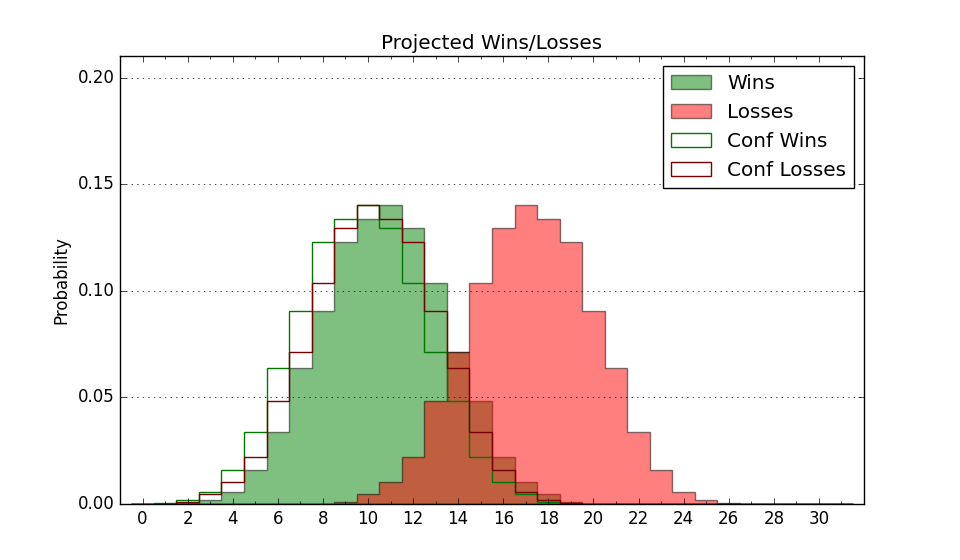 Projected Wins/Losses
Wins
Losses
Conf Wins
Conf Losses
Probability
0.20
0.15
0.10
0.05
0.00
0 2 4 6 8 10 12 14 16 18 20 22 24 26 28 30